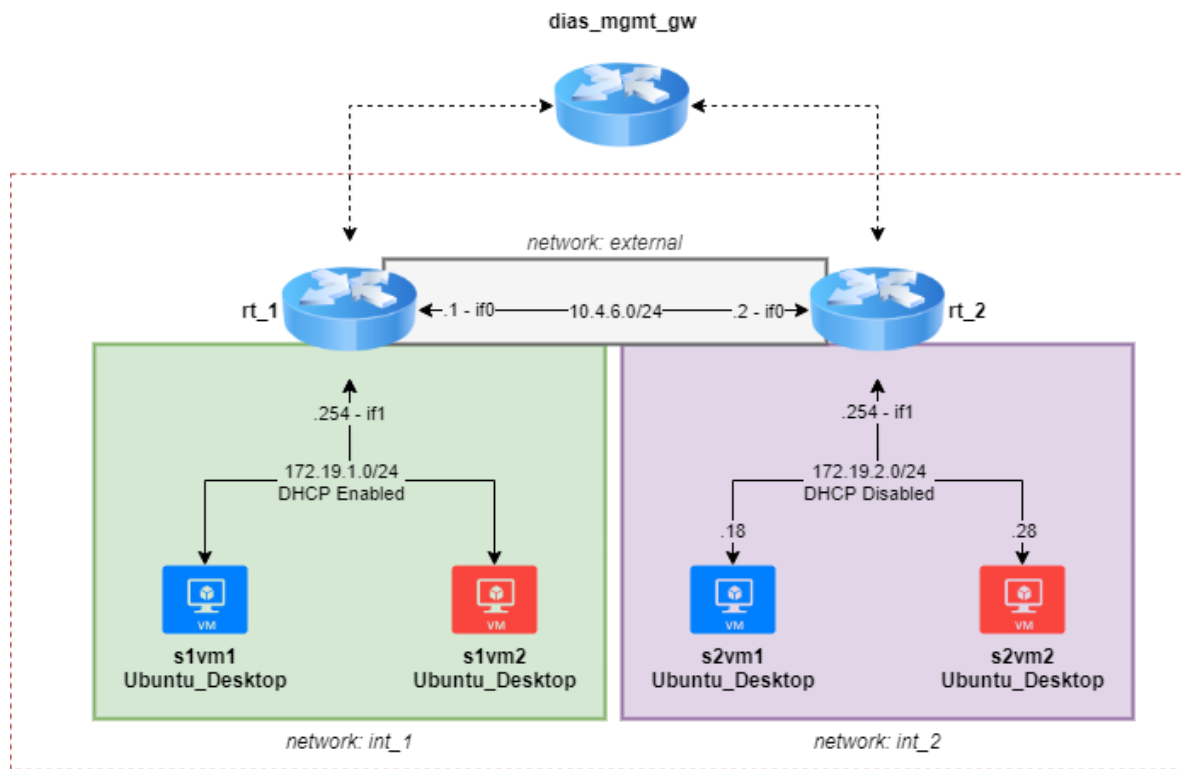 dias_mgmt_gw
network: external
rt_1
.1 - if0
10.4.6.0/24
.2 - if0
rt_2
.254 - if1
172.19.1.0/24
DHCP Enabled
.254 - if1
172.19.2.0/24
DHCP Disabled
.18
.28
VM
VM
VM
VM
s1vm1
Ubuntu_Desktop
s1vm2
Ubuntu_Desktop
s2vm1
Ubuntu_Desktop
s2vm2
Ubuntu_Desktop
network: int_1
network: int_2